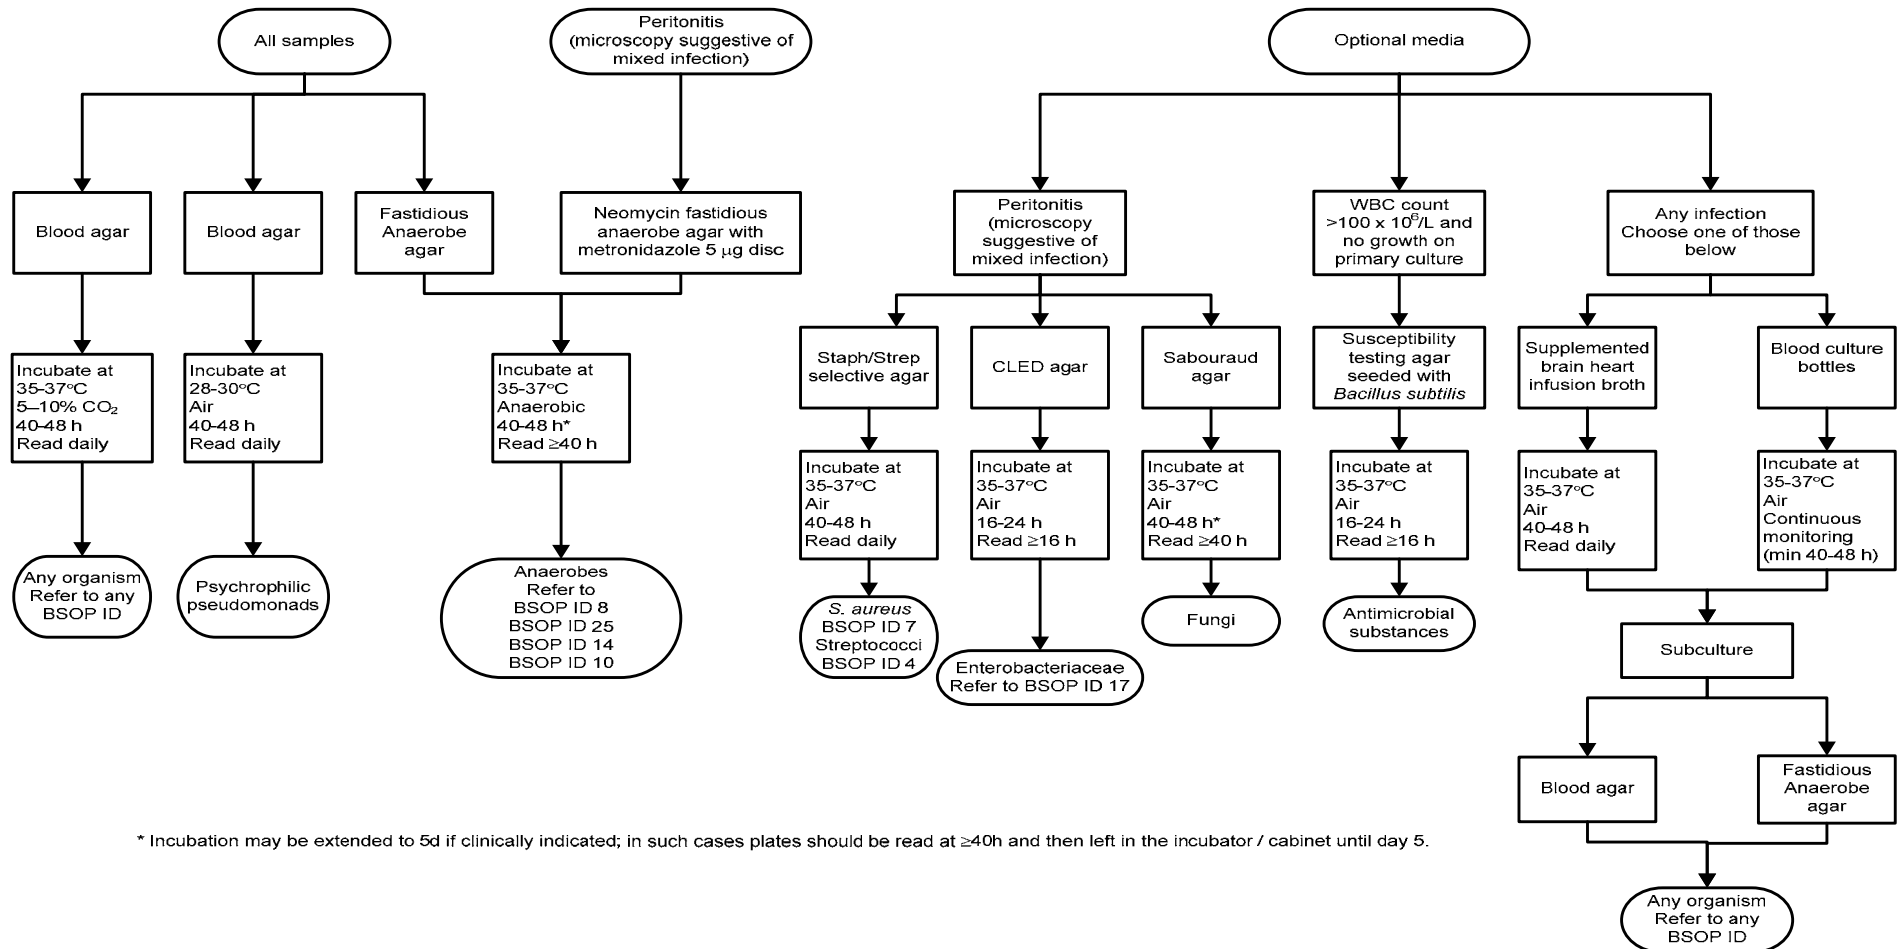 All samples
Peritonitis
(microscopy suggestive of
mixed infection)
Optional media
Blood agar
Blood agar
Fastidious
Anaerobe
agar
Neomycin fastidious
anaerobe agar with
metronidazole 5 µg disc
Peritonitis
(microscopy
suggestive of
mixed infection)
WBC count
>100 x 10⁶/L and
no growth on
primary culture
Any infection
Choose one of those
below
Staph/Strep
selective agar
CLED agar
Sabouraud
agar
Susceptibility
testing agar
seeded with
Bacillus subtilis
Supplemented
brain heart
infusion broth
Blood culture
bottles
Incubate at
35-37°C
5–10% CO₂
40-48 h
Read daily
Incubate at
28-30°C
Air
40-48 h
Read daily
Incubate at
35-37°C
Anaerobic
40-48 h*
Read ≥40 h
Incubate at
35-37°C
Air
40-48 h
Read daily
Incubate at
35-37°C
Air
16-24 h
Read ≥16 h
Incubate at
35-37°C
Air
40-48 h*
Read ≥40 h
Incubate at
35-37°C
Air
16-24 h
Read ≥16 h
Incubate at
35-37°C
Air
40-48 h
Read daily
Incubate at
35-37°C
Air
Continuous
monitoring
(min 40-48 h)
Any organism
Refer to any
BSOP ID
Psychrophilic
pseudomonads
Anaerobes
Refer to
BSOP ID 8
BSOP ID 25
BSOP ID 14
BSOP ID 10
S. aureus
BSOP ID 7
Streptococci
BSOP ID 4
Enterobacteriaceae
Refer to BSOP ID 17
Fungi
Antimicrobial
substances
Subculture
Blood agar
Fastidious
Anaerobe
agar
* Incubation may be extended to 5d if clinically indicated; in such cases plates should be read at ≥40h and then left in the incubator / cabinet until day 5.
Any organism
Refer to any
BSOP ID